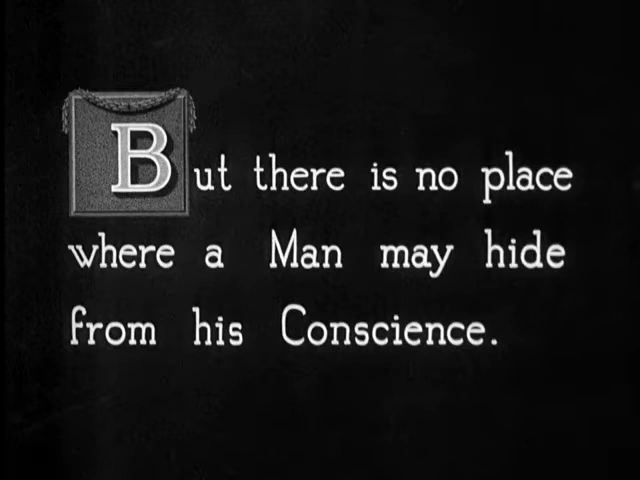 But there is no place
where a Man may hide
from his Conscience.